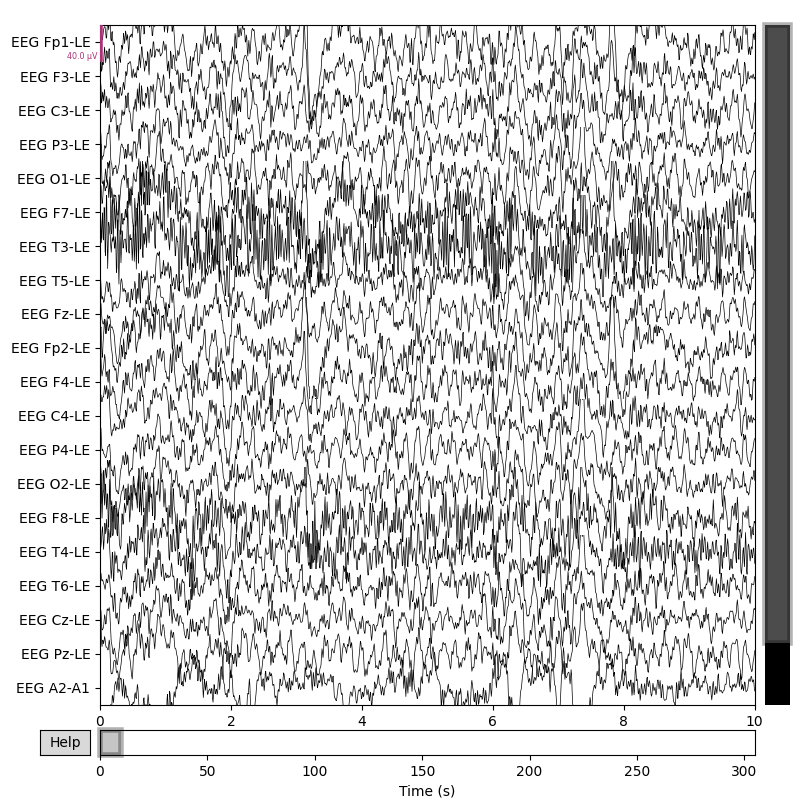 EEG Fp1-LE
40.0 µV
EEG F3-LE
EEG C3-LE
EEG P3-LE
EEG O1-LE
EEG F7-LE
EEG T3-LE
EEG T5-LE
EEG Fz-LE
EEG Fp2-LE
EEG F4-LE
EEG C4-LE
EEG P4-LE
EEG O2-LE
EEG F8-LE
EEG T4-LE
EEG T6-LE
EEG Cz-LE
EEG Pz-LE
EEG A2-A1
0 2 4 6 8 10
Help
0 50 100 150 200 250 300
Time (s)